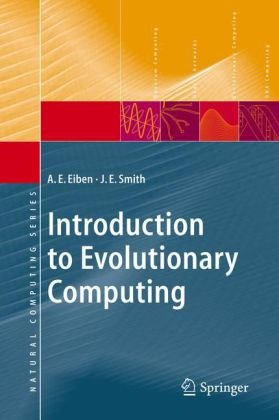 A. E. Eiben · J. E. Smith
NATURAL COMPUTING SERIES
Introduction
to Evolutionary
Computing
Springer